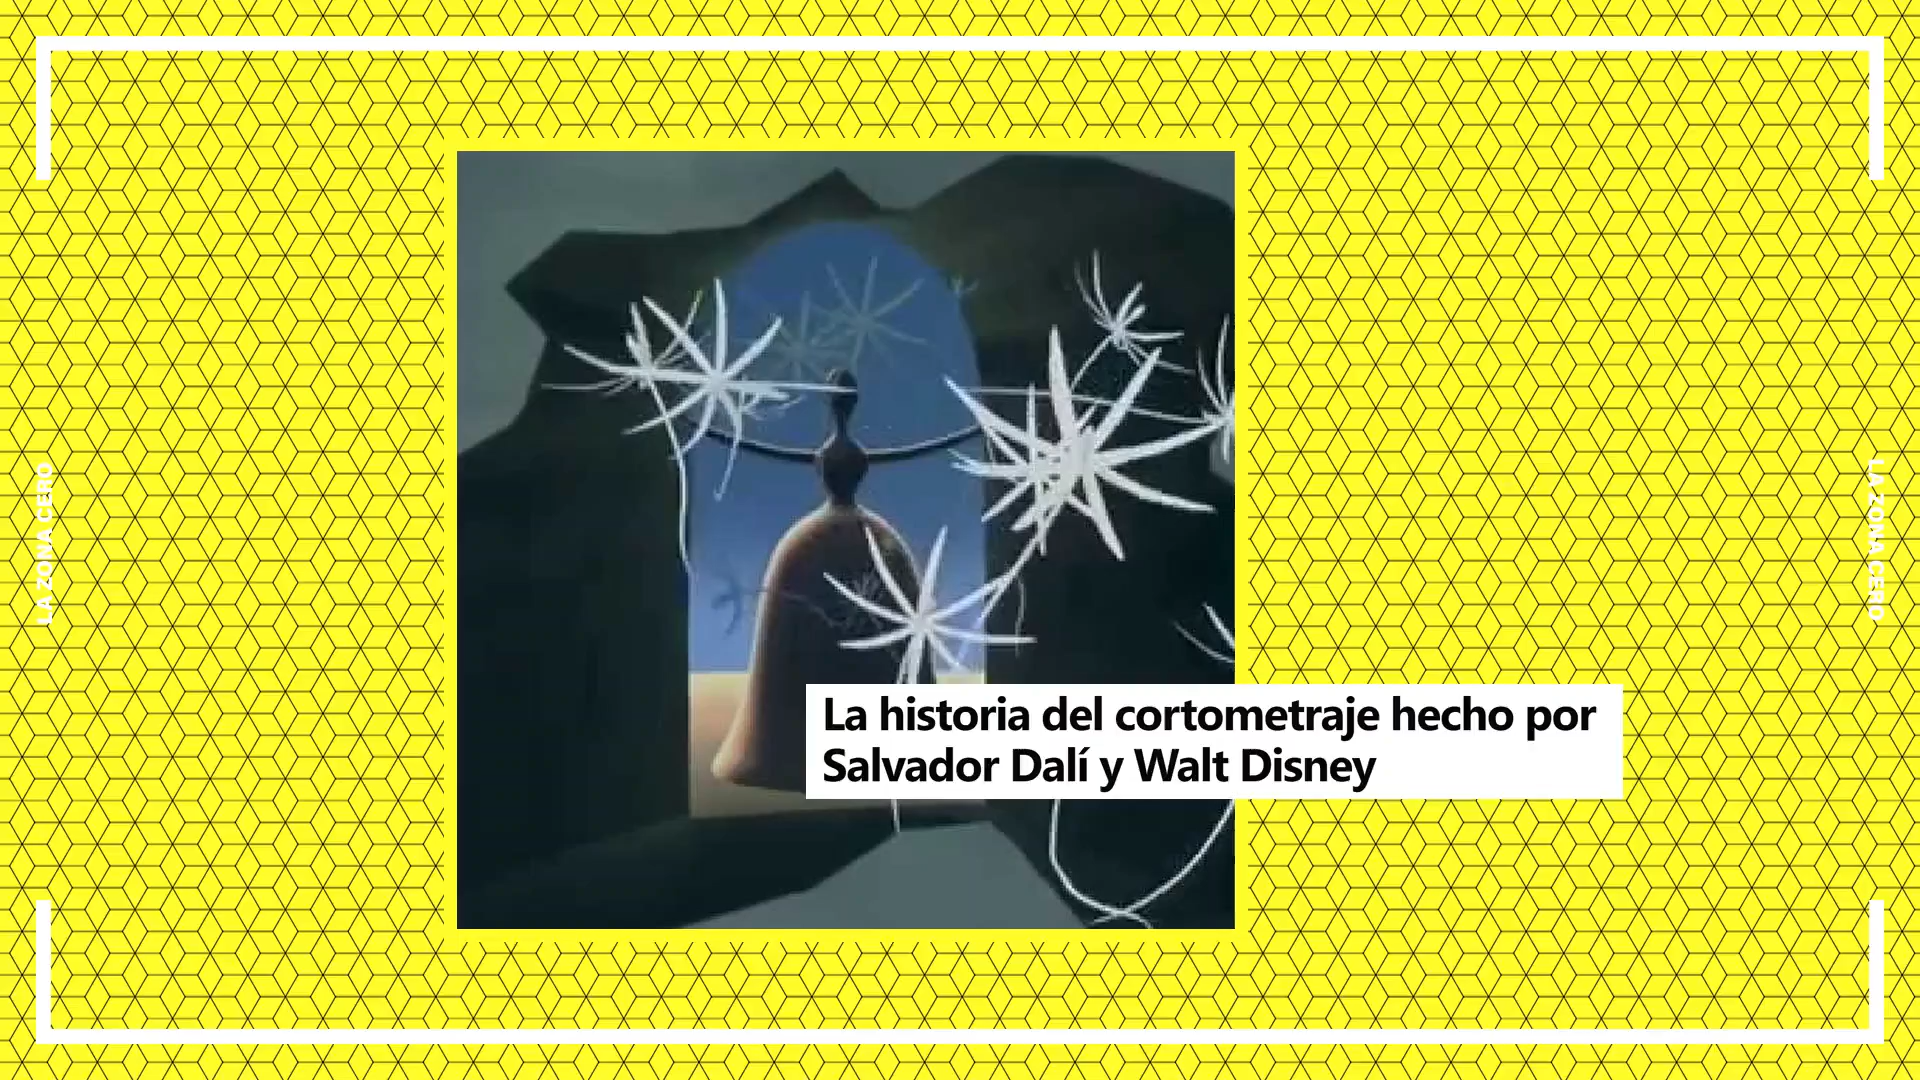 LA ZONA CERO
La historia del cortometraje hecho por
Salvador Dalí y Walt Disney
LA ZONA CERO